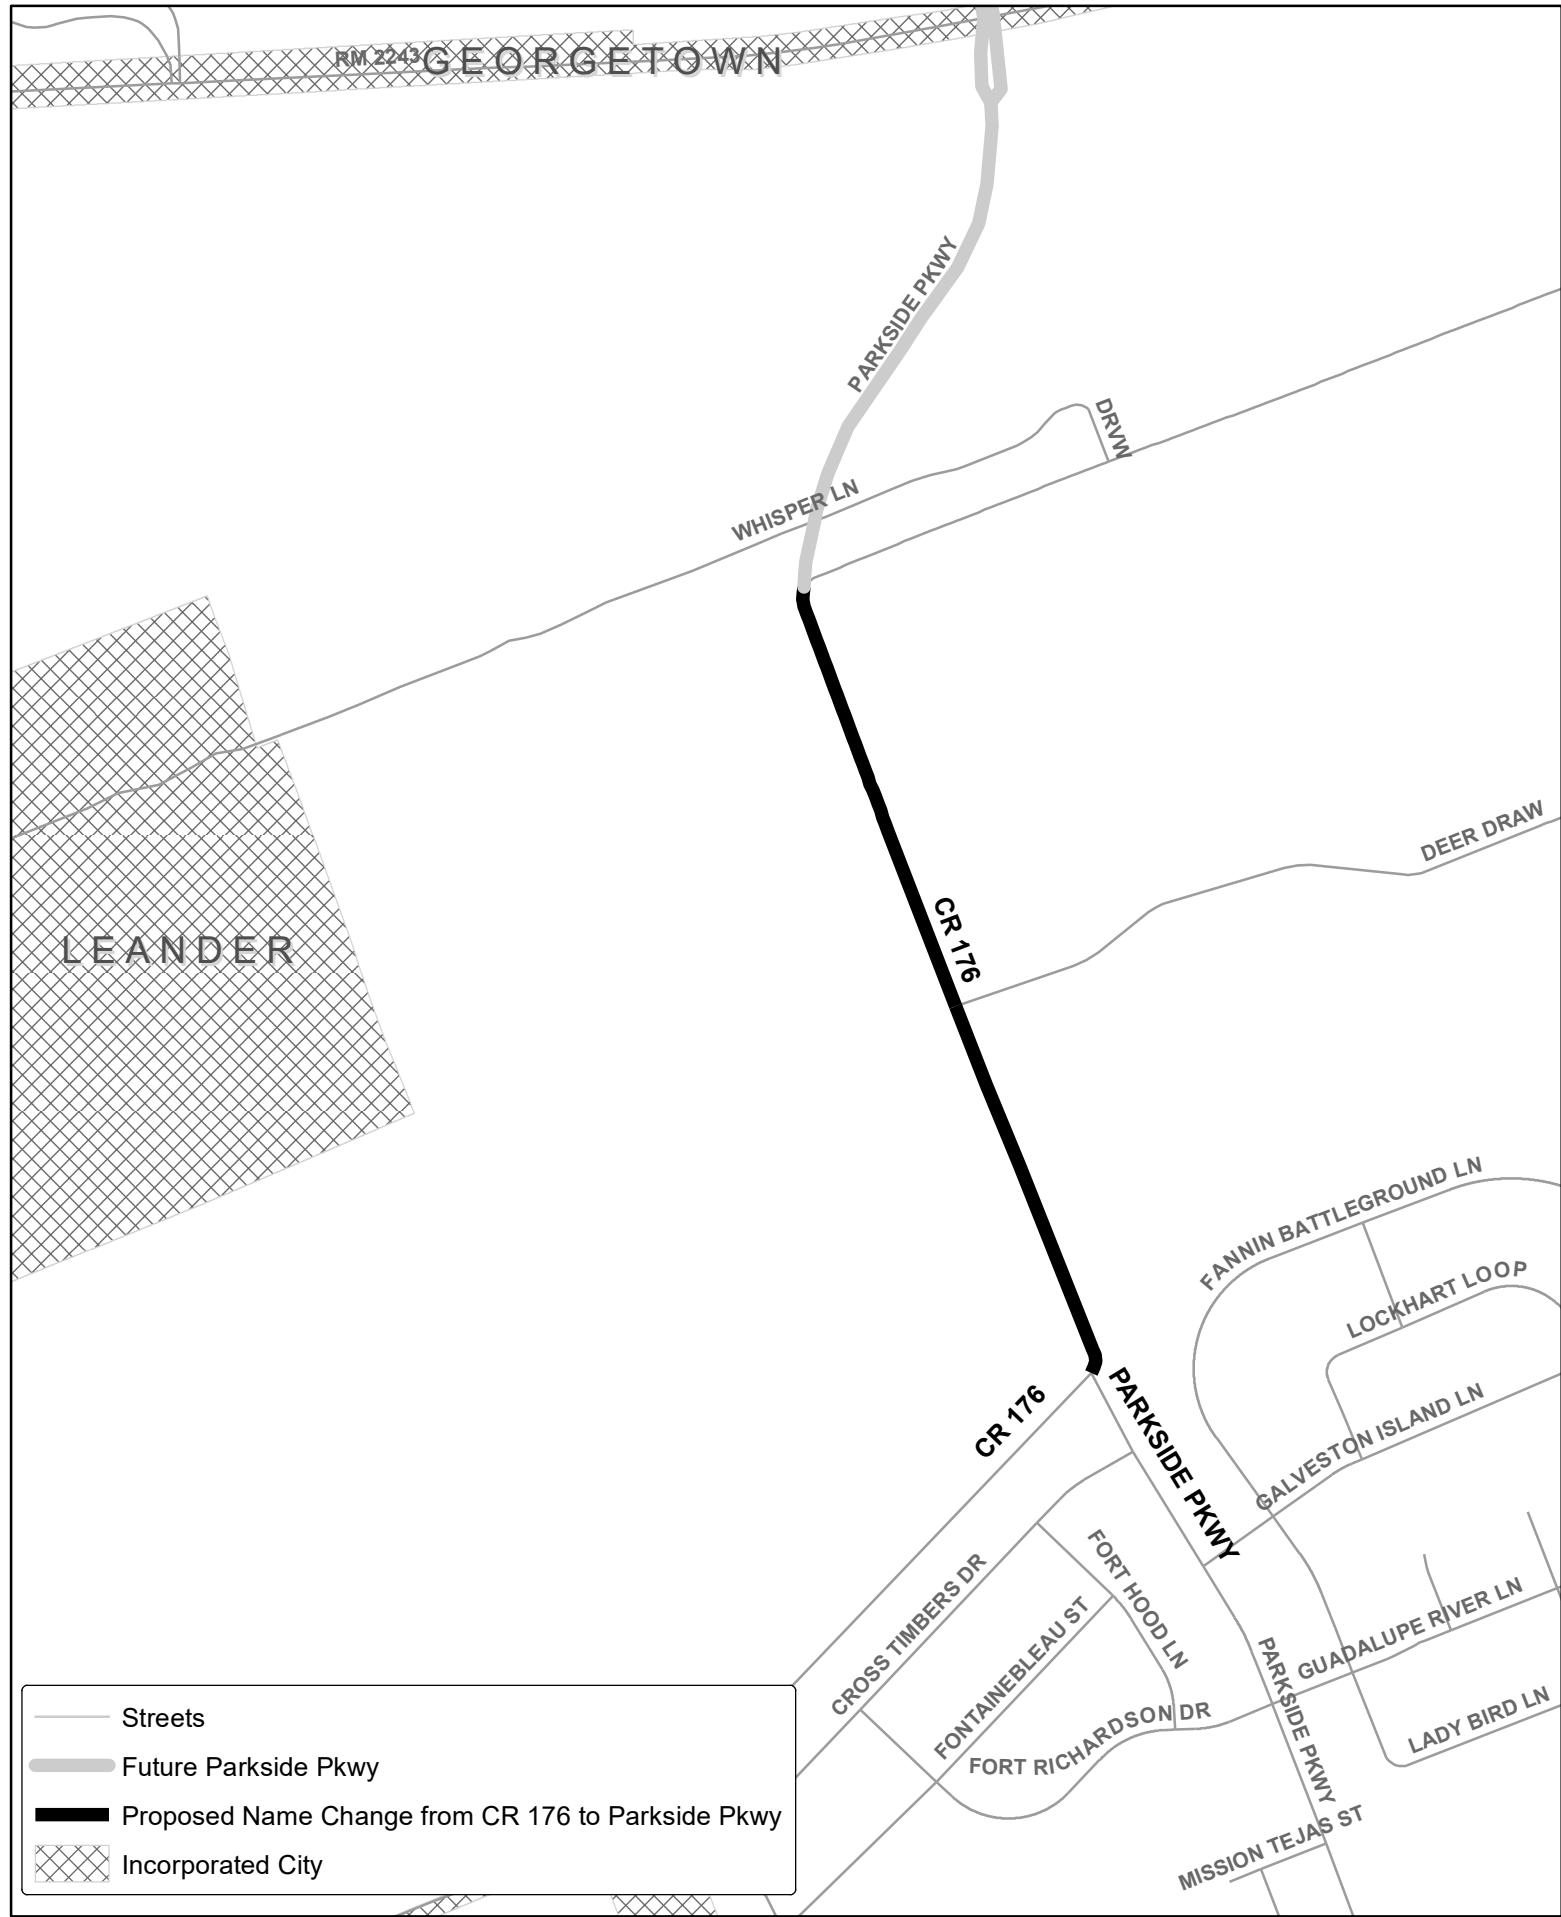 RM 2243
GEORGETOWN
PARKSIDE PKWY
DRVW
WHISPER LN
DEER DRAW
CR 176
LEANDER
FANNIN BATTLEGROUND LN
LOCKHART LOOP
PARKSIDE PKWY
CR 176
GALVESTON ISLAND LN
FORT HOOD LN
CROSS TIMBERS DR
FONTAINEBLEAU ST
GUADALUPE RIVER LN
PARKSIDE PKWY
FORT RICHARDSON DR
LADY BIRD LN
MISSION TEJAS ST
Streets
Future Parkside Pkwy
Proposed Name Change from CR 176 to Parkside Pkwy
Incorporated City